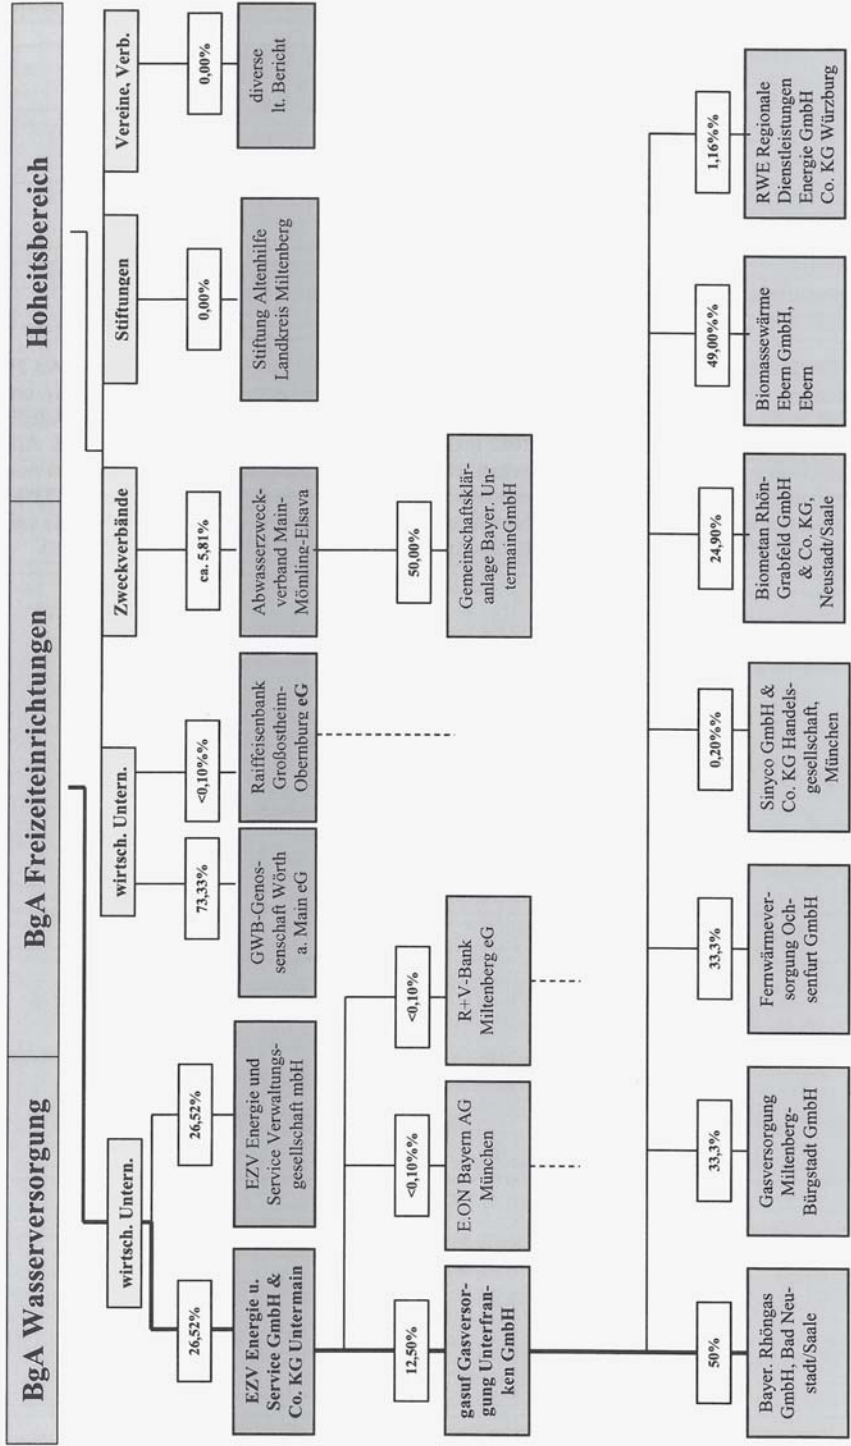 BgA Wasserversorgung
BgA Freizeiteinrichtungen
Hoheitsbereich
wirtsch. Untern.
wirtsch. Untern.
Zweckverbände
Stiftungen
Vereine, Verb.
26,52%
26,52%
73,33%
<0,10%%
ca. 5,81%
0,00%
0,00%
EZV Energie u.
Service GmbH &
Co. KG Untermain
EZV Energie und
Service Verwaltungs-
gesellschaft mbH
GWB-Genos-
senschaft Wörth
a. Main eG
Raiffeisenbank
Großostheim-
Obernburg eG
Abwasserzweck-
verband Main-
Mömling-Elsava
Stiftung Altenhilfe
Landkreis Miltenberg
diverse
lt. Bericht
12,50%
<0,10%%
<0,10%
50,00%
gasuf Gasversor-
gung Unterfran-
ken GmbH
E.ON Bayern AG
München
R+V-Bank
Miltenberg eG
Gemeinschaftsklär-
anlage Bayer. Un-
termainGmbH
50%
33,3%
33,3%
0,20%%
24,90%
49,00%%
1,16%%
Bayer. Rhöngas
GmbH, Bad Neu-
stadt/Saale
Gasversorgung
Miltenberg-
Bürgstadt GmbH
Fernwärmever-
sorgung Och-
senfurt GmbH
Sinyco GmbH &
Co. KG Handels-
gesellschaft,
München
Biometan Rhön-
Grabfeld GmbH
& Co. KG,
Neustadt/Saale
Biomassewärme
Ebern GmbH,
Ebern
RWE Regionale
Dienstleistungen
Energie GmbH
Co. KG Würzburg